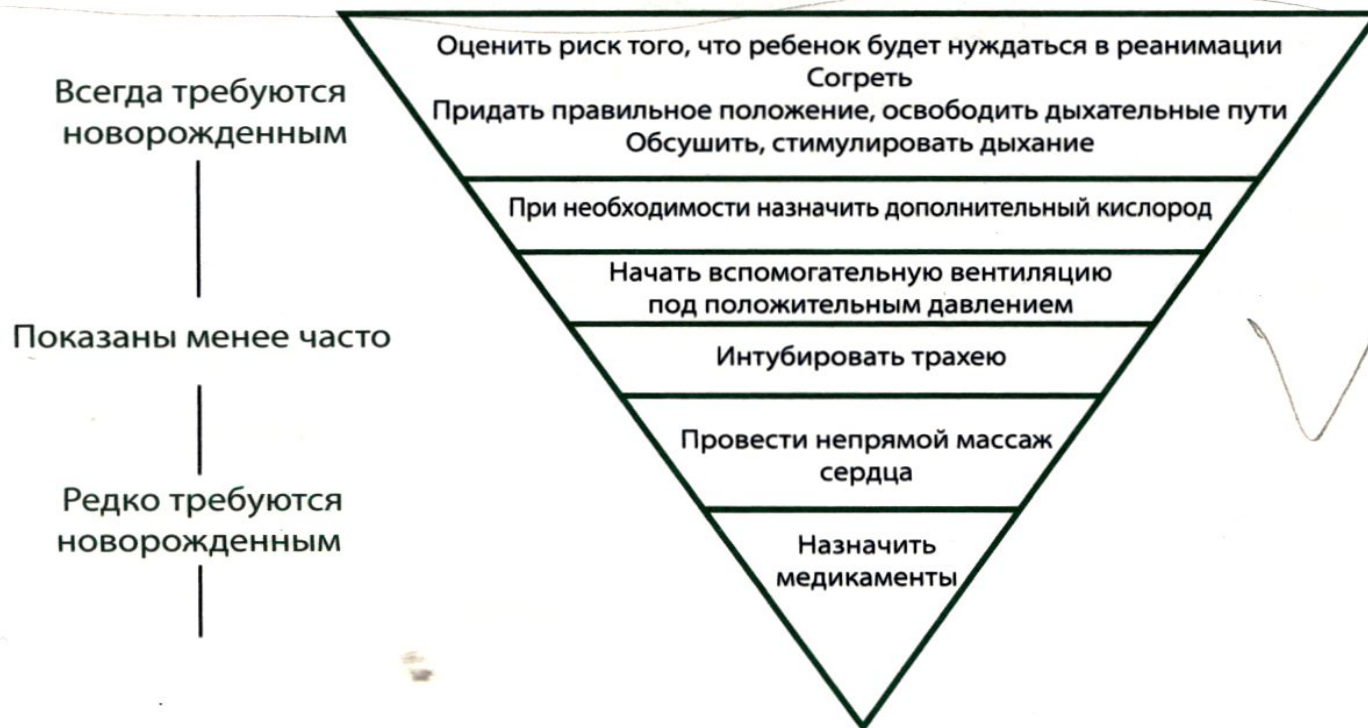 Всегда требуются
новорожденным
Показаны менее часто
Редко требуются
новорожденным
Оценить риск того, что ребенок будет нуждаться в реанимации
Согреть
Придать правильное положение, освободить дыхательные пути
Обсушить, стимулировать дыхание
При необходимости назначить дополнительный кислород
Начать вспомогательную вентиляцию
под положительным давлением
Интубировать трахею
Провести непрямой массаж
сердца
Назначить
медикаменты